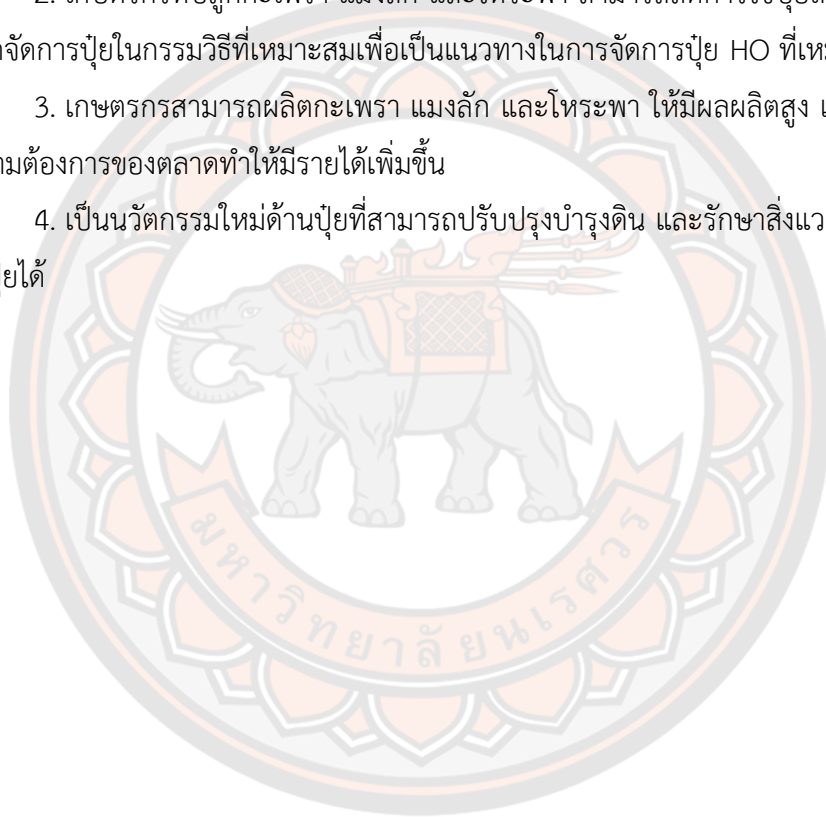 จัดการปุ๋ยในกรรมวิธีที่เหมาะสมเพื่อเป็นแนวทางในการจัดการปุ๋ย HO
3. เกษตรกรสามารถผลิตกะเพรา แมงลัก และโหระพา ให้มีผลผลิตสูง
ต้องการของตลาดทำให้มีรายได้เพิ่มขึ้น
4. เป็นนวัตกรรมใหม่ด้านปุ๋ยที่สามารถปรับปรุงบำรุงดิน และรักษาสิ่งแว
ได้
มหาวิทยาลัยนเรศวร